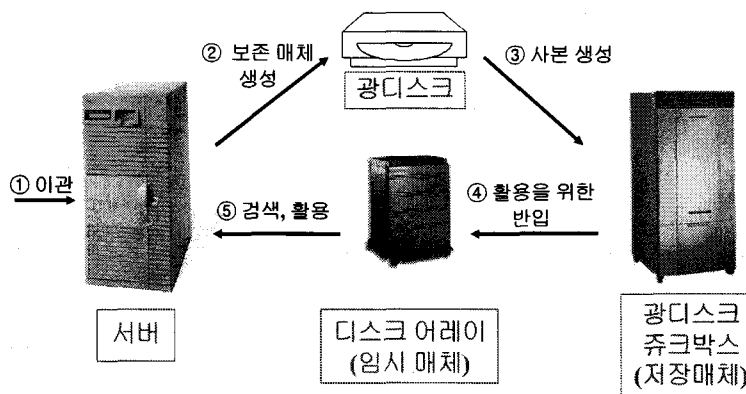 ② 보존 매체
생성
광디스크
③ 사본 생성
① 이관
⑤ 검색, 활용
④ 활용을 위한
반입
서버
디스크 어레이
(임시 매체)
광디스크
쥬크박스
(저장매체)